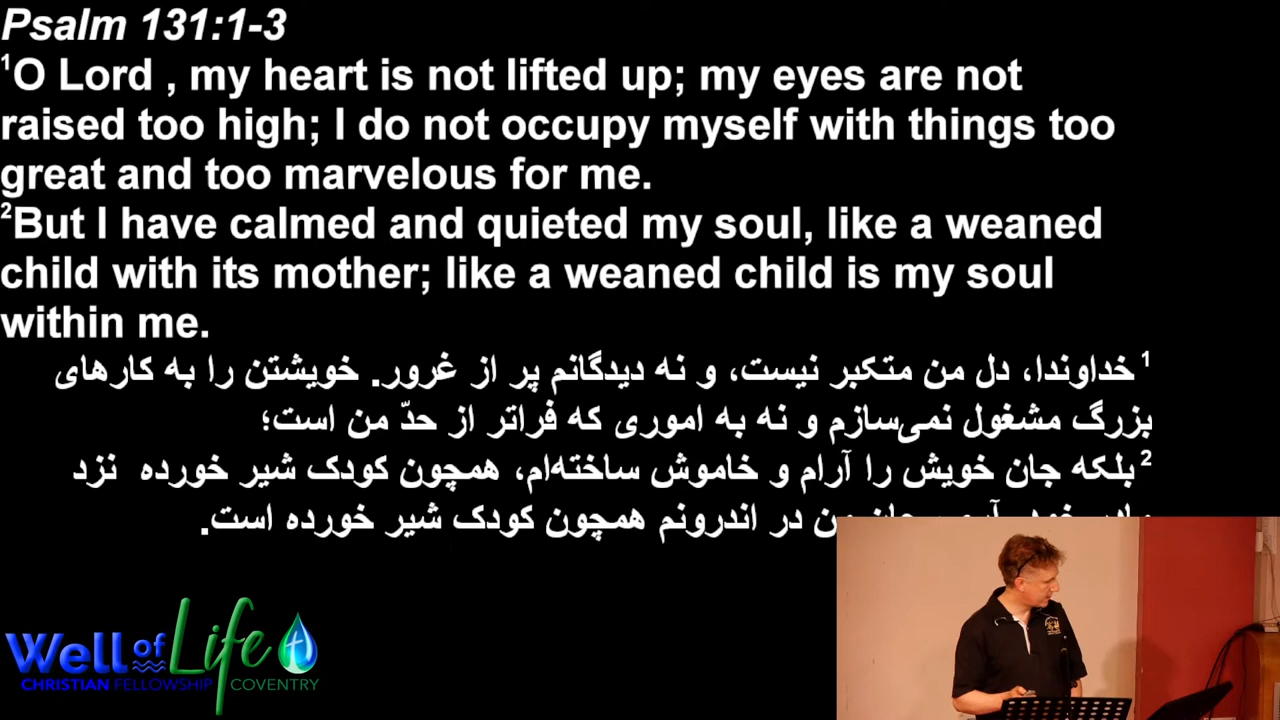 Psalm 131:1-3
¹O Lord , my heart is not lifted up; my eyes are not
raised too high; I do not occupy myself with things too
great and too marvelous for me.
²But I have calmed and quieted my soul, like a weaned
child with its mother; like a weaned child is my soul
within me.
¹خداوندا، دل من متکبر نیست، و نه دیدگانم پر از غرور. خویشتن را به کارهای
بزرگ مشغول نمی‌سازم و نه به اموری که فراتر از حدّ من است؛
²بلکه جان خویش را آرام و خاموش ساخته‌ام، همچون کودک شیر خورده نزد
در اندرونم همچون کودک شیر خورده است.
Well of Life
CHRISTIAN FELLOWSHIP COVENTRY